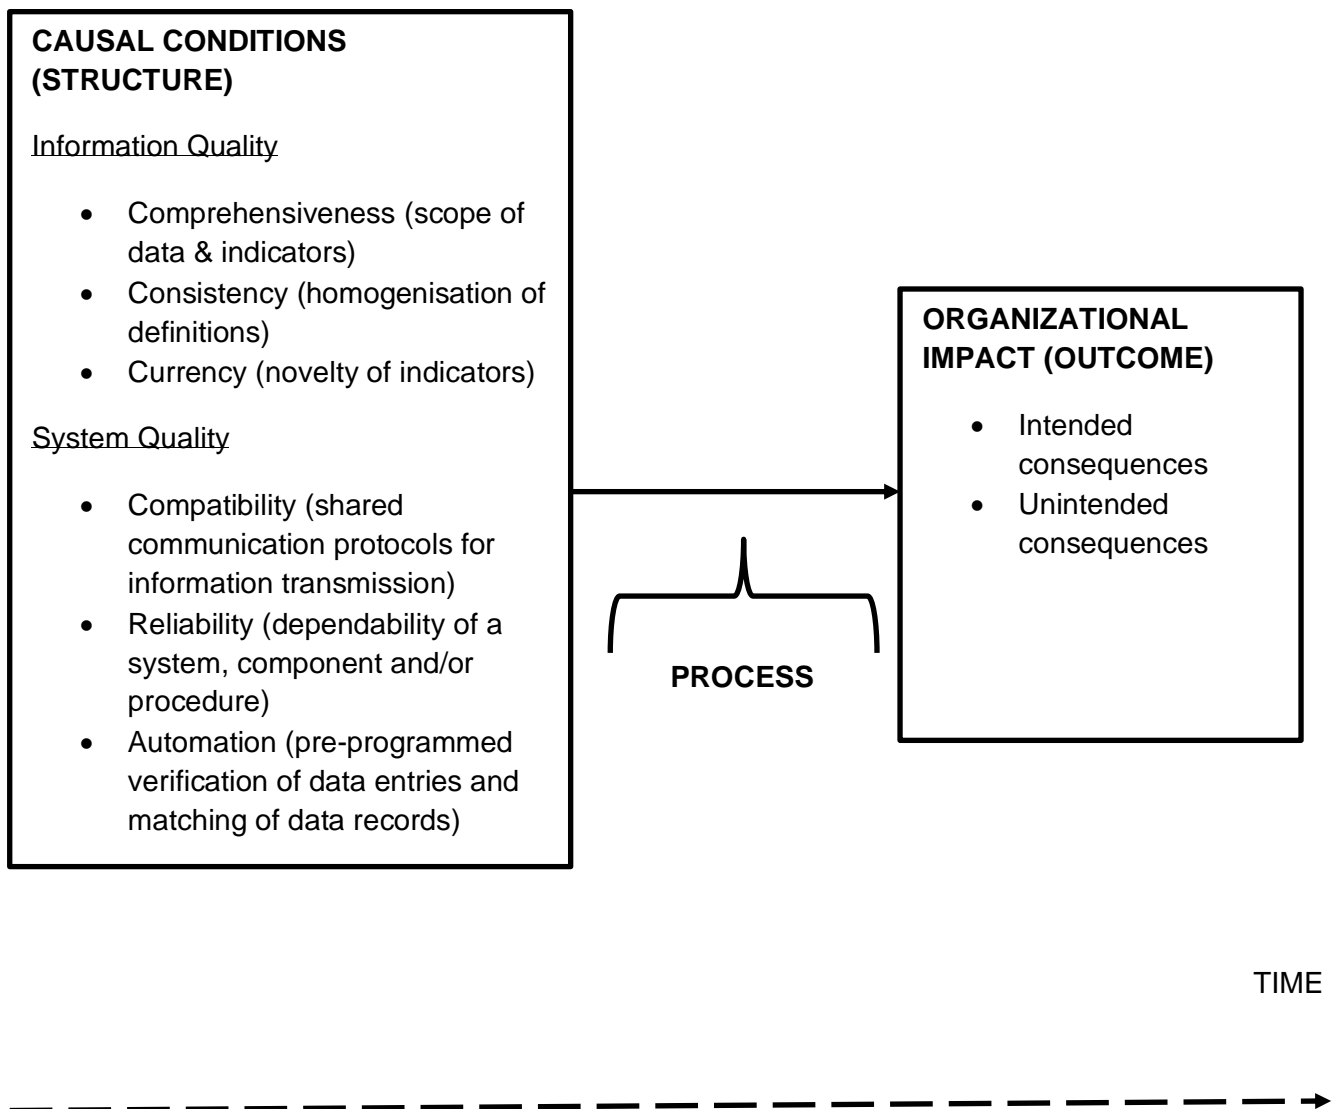 CAUSAL CONDITIONS
(STRUCTURE)
Information Quality
• Comprehensiveness (scope of
data & indicators)
• Consistency (homogenisation of
definitions)
• Currency (novelty of indicators)
System Quality
• Compatibility (shared
communication protocols for
information transmission)
• Reliability (dependability of a
system, component and/or
procedure)
• Automation (pre-programmed
verification of data entries and
matching of data records)
PROCESS
ORGANIZATIONAL
IMPACT (OUTCOME)
• Intended
consequences
• Unintended
consequences
TIME